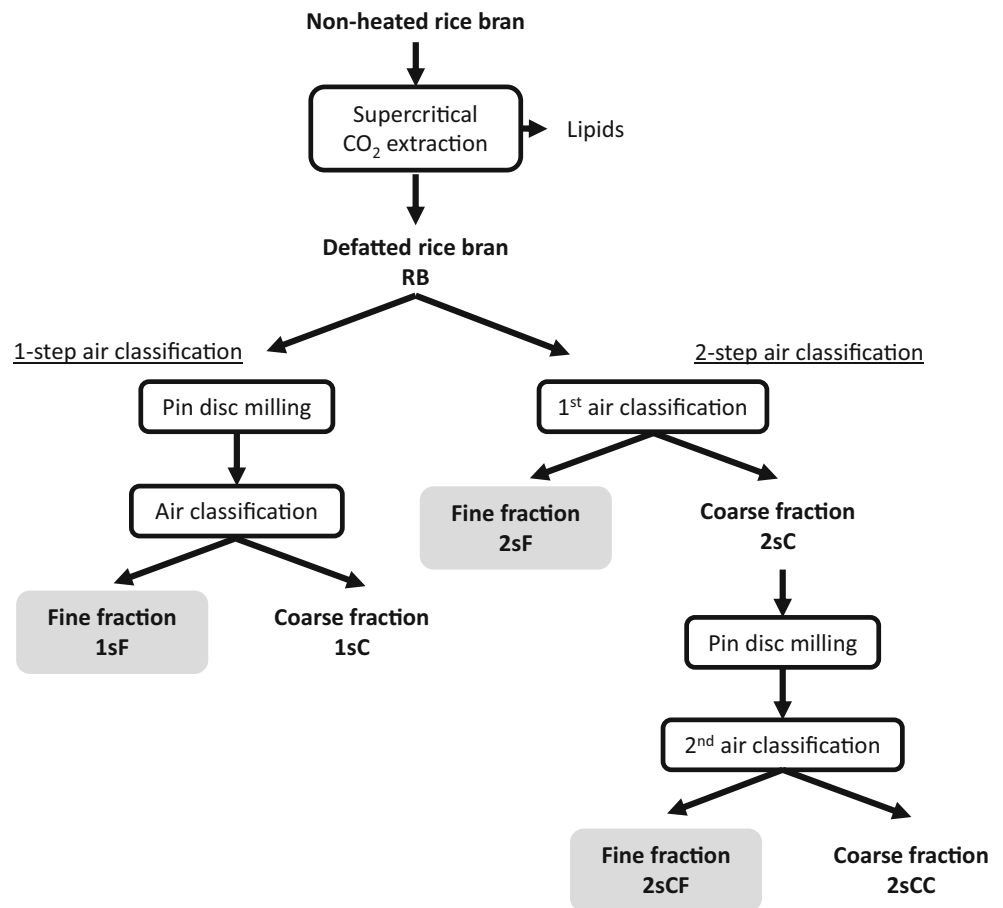 Non-heated rice bran
Supercritical
CO₂ extraction
Lipids
Defatted rice bran
RB
1-step air classification
2-step air classification
Pin disc milling
1st air classification
Air classification
Fine fraction
2sF
Coarse fraction
2sC
Fine fraction
1sF
Coarse fraction
1sC
Pin disc milling
2nd air classification
Fine fraction
2sCF
Coarse fraction
2sCC